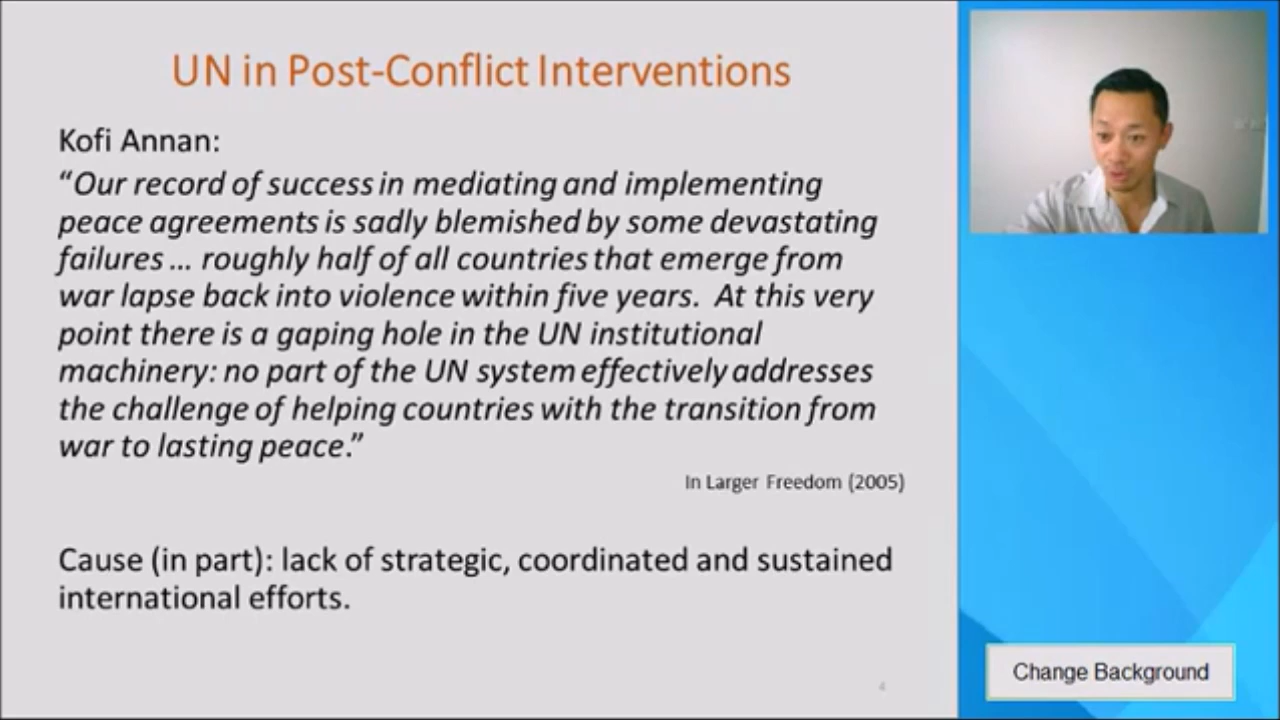 UN in Post-Conflict Interventions
Kofi Annan:
“Our record of success in mediating and implementing
peace agreements is sadly blemished by some devastating
failures ... roughly half of all countries that emerge from
war lapse back into violence within five years.  At this very
point there is a gaping hole in the UN institutional
machinery: no part of the UN system effectively addresses
the challenge of helping countries with the transition from
war to lasting peace.”
In Larger Freedom (2005)
Cause (in part): lack of strategic, coordinated and sustained
international efforts.
4
Change Background